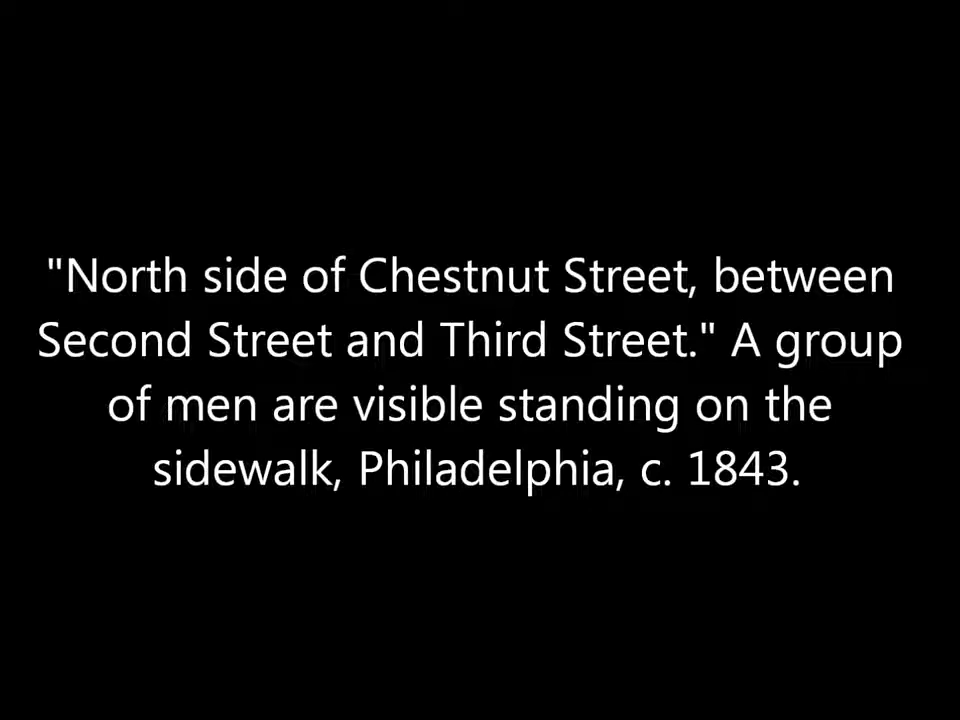 "North side of Chestnut Street, between
Second Street and Third Street." A group
of men are visible standing on the
sidewalk, Philadelphia, c. 1843.